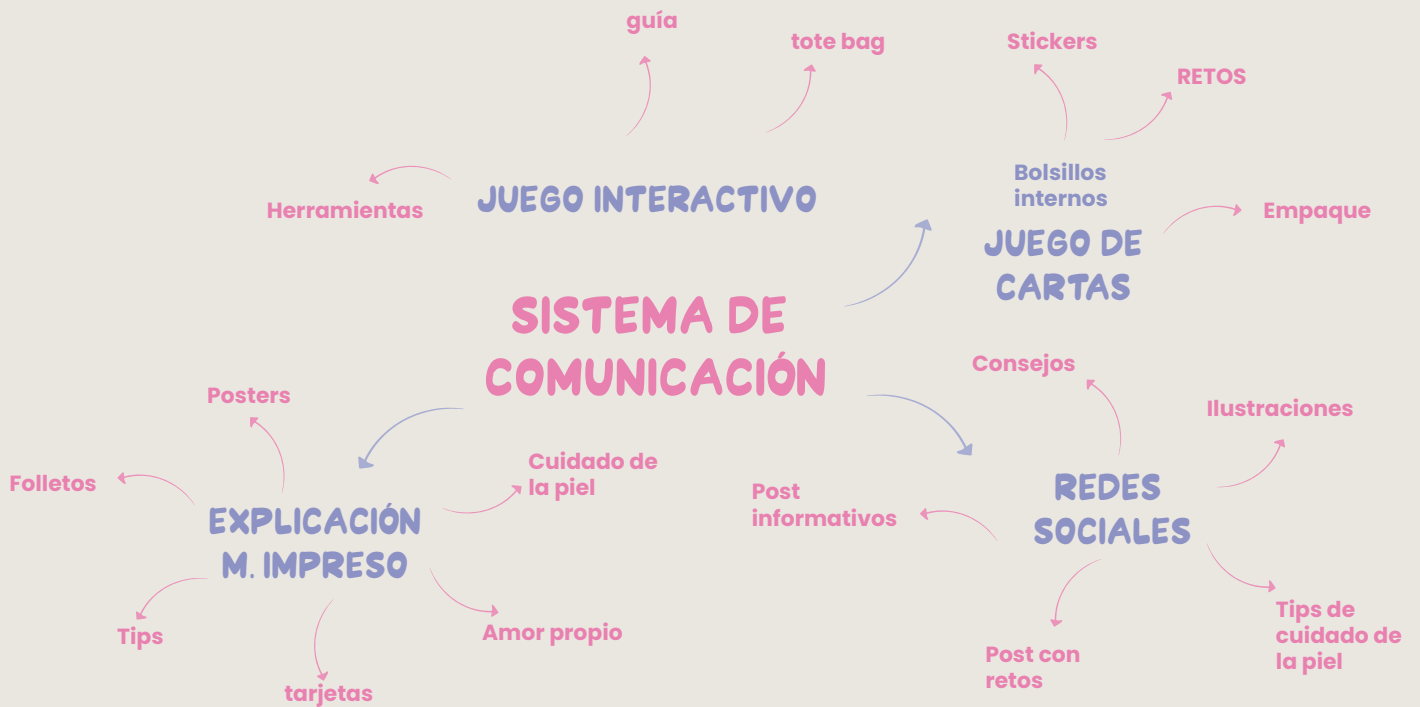 guía
tote bag
Stickers
RETOS
Herramientas
JUEGO INTERACTIVO
Bolsillos
internos
JUEGO DE
CARTAS
Empaque
SISTEMA DE
COMUNICACIÓN
Posters
Folletos
Cuidado de
la piel
EXPLICACIÓN
M. IMPRESO
Tips
tarjetas
Amor propio
Consejos
Ilustraciones
Post
informativos
REDES
SOCIALES
Post con
retos
Tips de
cuidado de
la piel